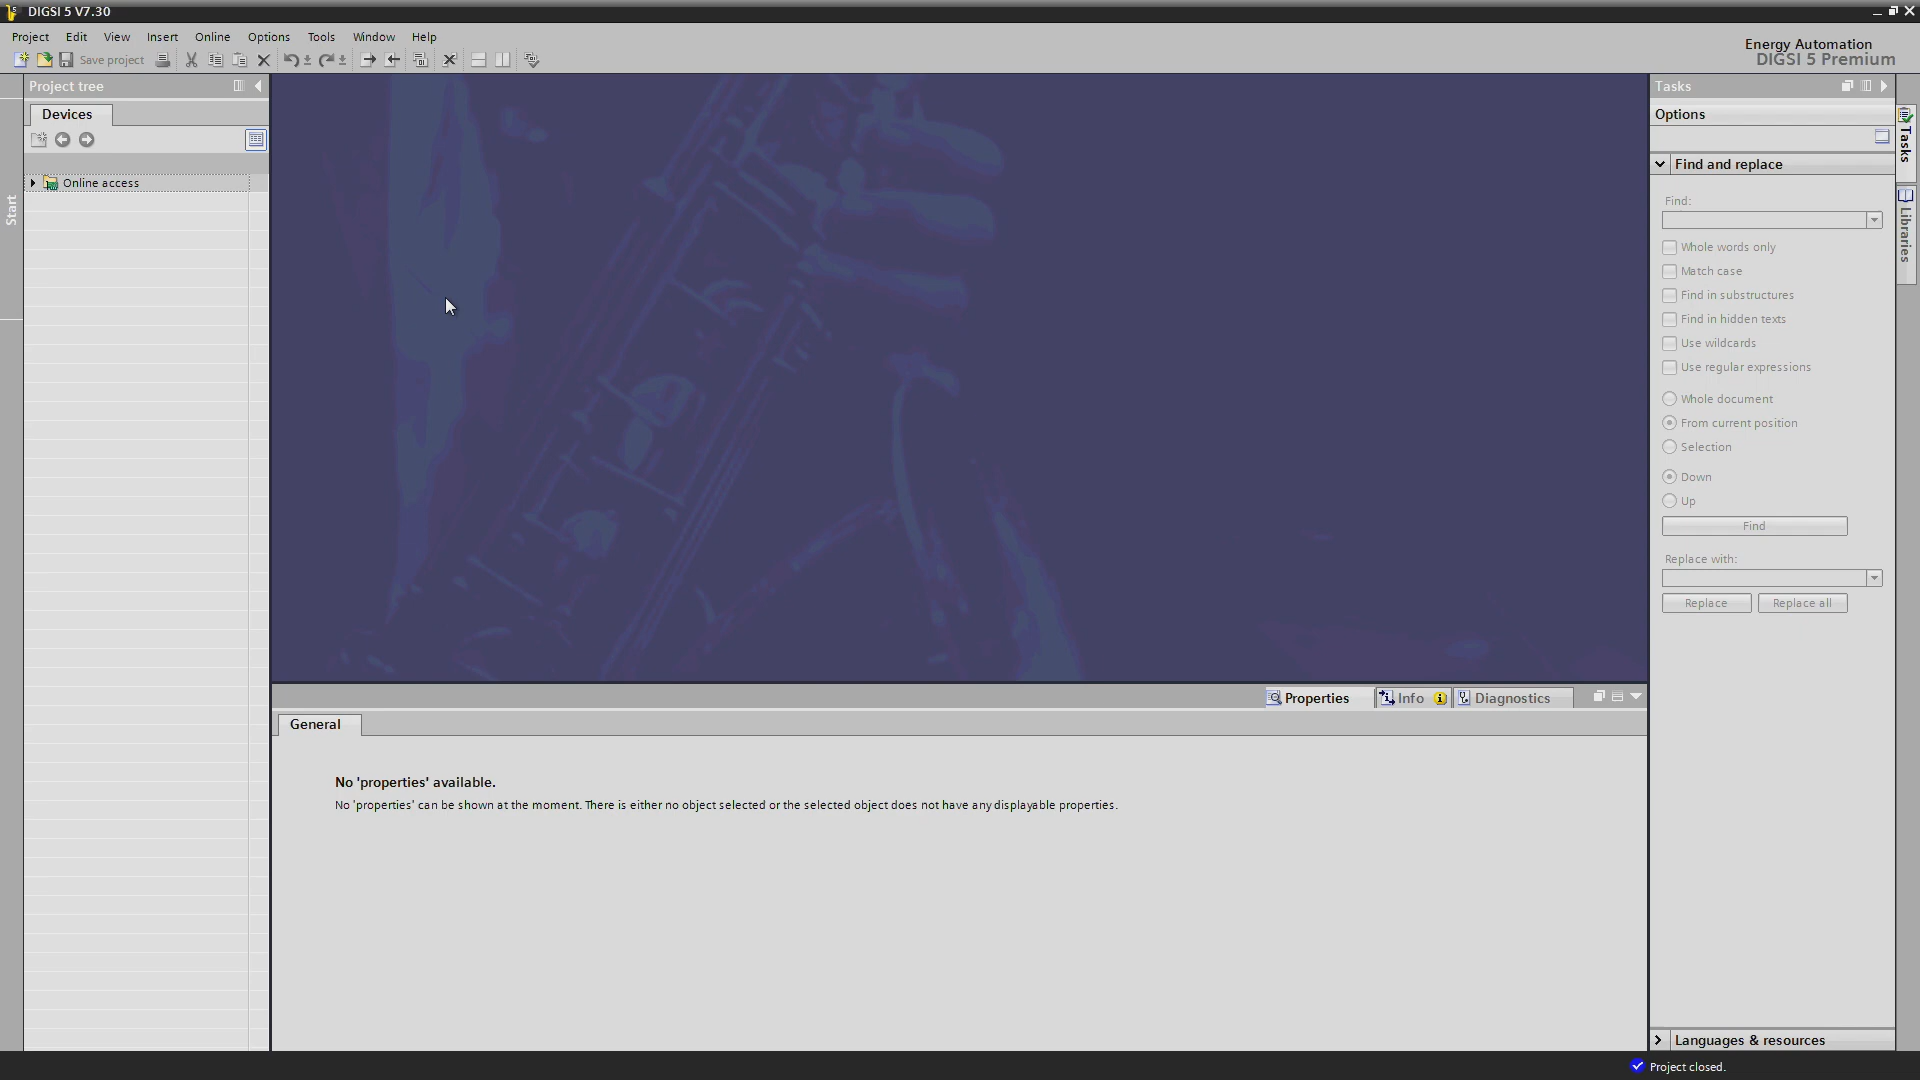 DIGSI 5 V7.30
Project Edit View Insert Online Options Tools Window Help
Save project
Energy Automation
DIGSI 5 Premium
Project tree
Devices
Online access
Start
Tasks
Options
Find and replace
Find:
Whole words only
Match case
Find in substructures
Find in hidden texts
Use wildcards
Use regular expressions
Whole document
From current position
Selection
Down
Up
Find
Replace with:
Replace Replace all
Languages & resources
Tasks
Libraries
Properties Info Diagnostics
General
No 'properties' available.
No 'properties' can be shown at the moment. There is either no object selected or the selected object does not have any displayable properties.
Project closed.